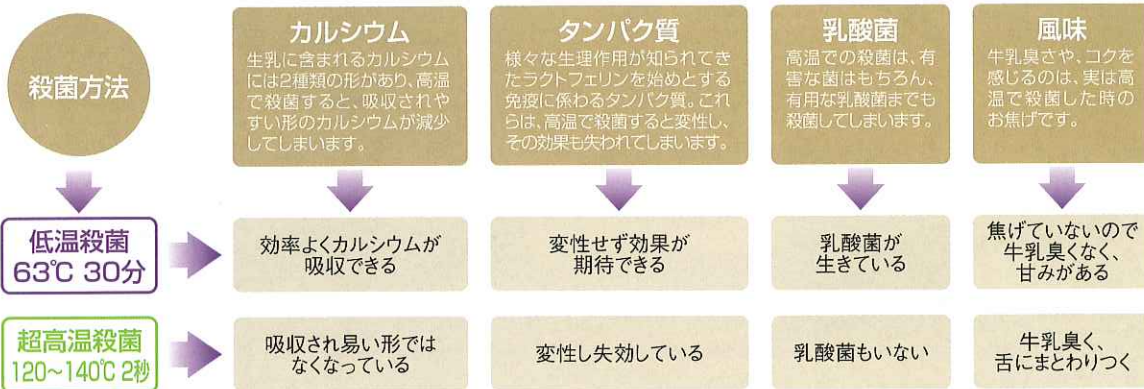 殺菌方法
カルシウム
生乳に含まれるカルシウム
には2種類の形があり、高温
で殺菌すると、吸収されや
すい形のカルシウムが減少
してしまいます。
タンパク質
様々な生理作用が知られてき
たラクトフェリンを始めとする
免疫に係わるタンパク質。これ
らは、高温で殺菌すると変性し、
その効果も失われてしまいます。
乳酸菌
高温での殺菌は、有
害な菌はもちろん、
有用な乳酸菌までも
殺菌してしまいます。
風味
牛乳臭さや、コクを
感じるのは、実は高
温で殺菌した時の
お焦げです。
低温殺菌
63℃ 30分
効率よくカルシウムが
吸収できる
変性せず効果が
期待できる
乳酸菌が
生きている
焦げていないので
牛乳臭くなく、
甘みがある
超高温殺菌
120〜140℃ 2秒
吸収され易い形では
なくなっている
変性し失効している
乳酸菌もいない
牛乳臭く、
舌にまとわりつく